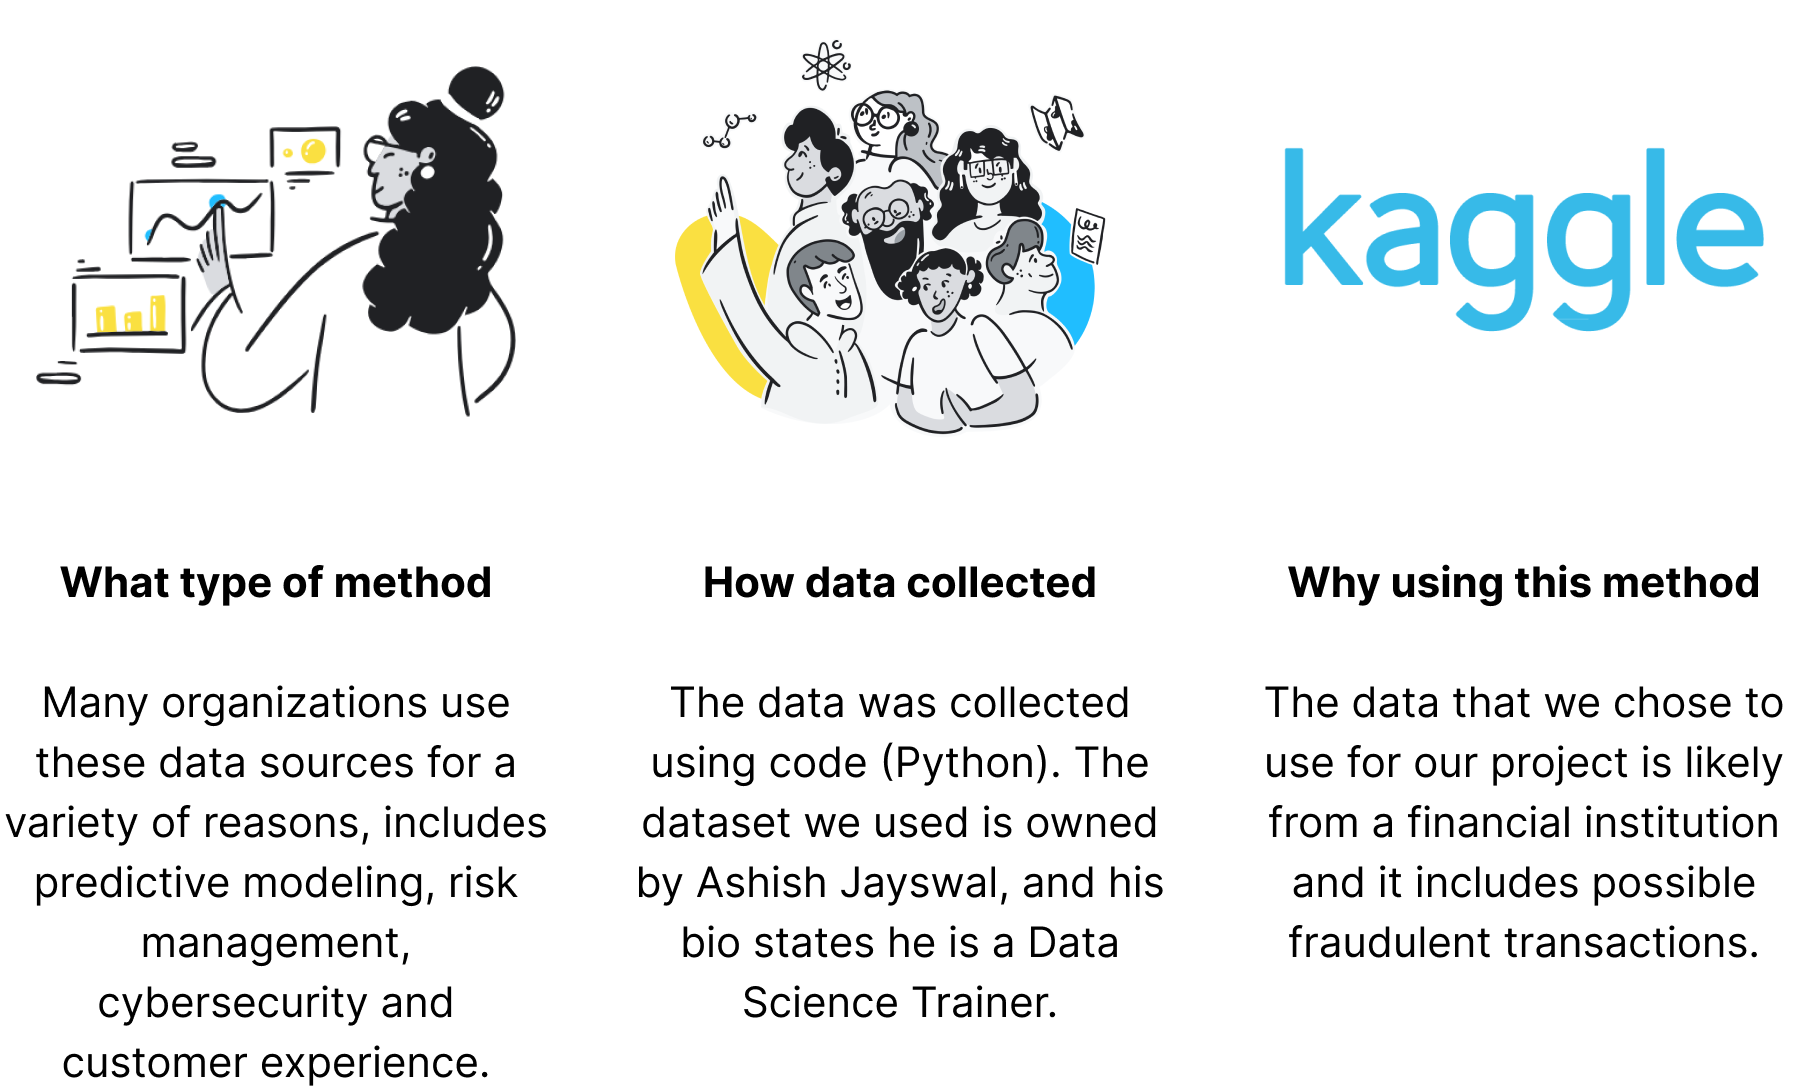 kaggle
What type of method
Many organizations use
these data sources for a
variety of reasons, includes
predictive modeling, risk
management,
cybersecurity and
customer experience.
How data collected
The data was collected
using code (Python). The
dataset we used is owned
by Ashish Jayswal, and his
bio states he is a Data
Science Trainer.
Why using this method
The data that we chose to
use for our project is likely
from a financial institution
and it includes possible
fraudulent transactions.